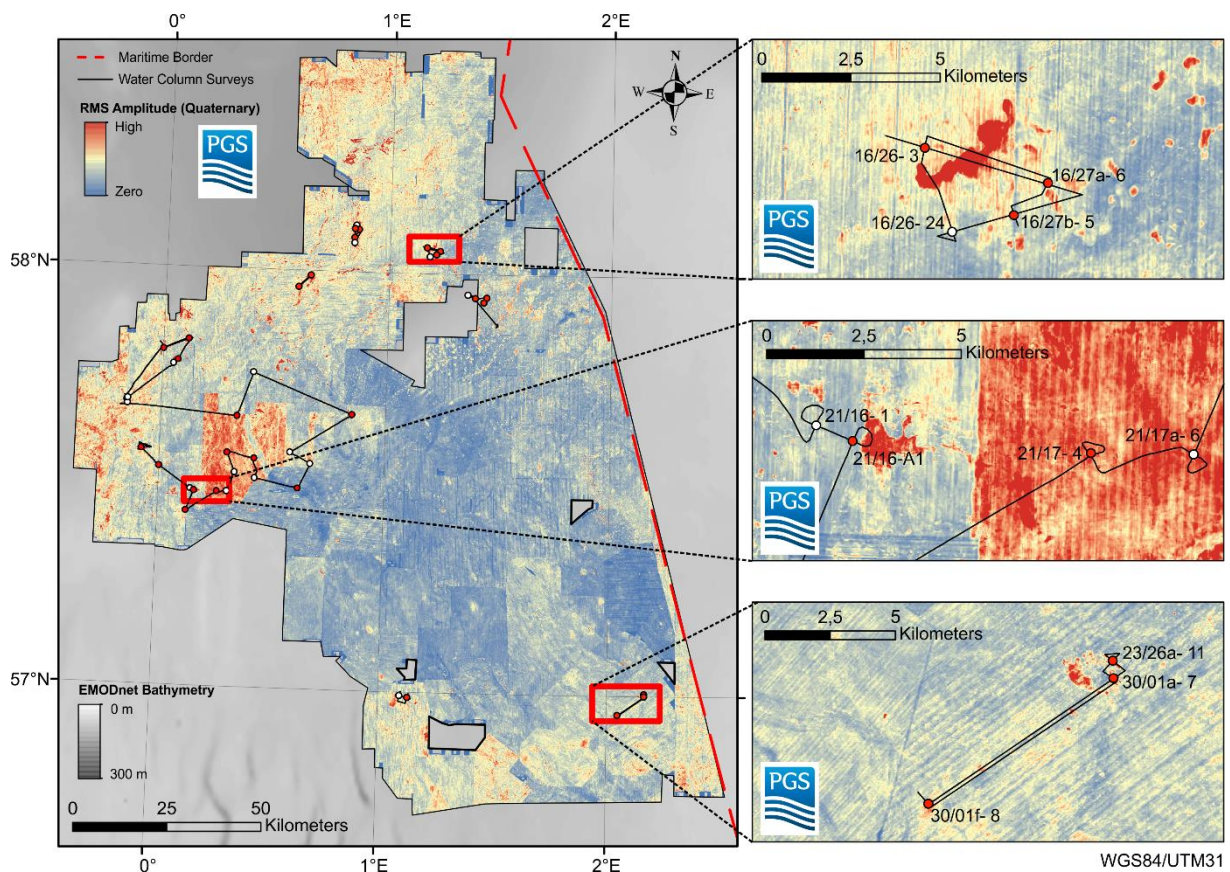 0° 1°E 2°E
Maritime Border
Water Column Surveys
RMS Amplitude (Quaternary)
High
Zero
PGS
N
W E
S
58°N
57°N
EMODnet Bathymetry
0 m
300 m
0 25 50
Kilometers
0° 1°E 2°E
0 2,5 5
Kilometers
16/26- 3
16/27a- 6
16/26- 24
16/27b- 5
PGS
0 2,5 5
Kilometers
21/16- 1
21/16-A1
21/17- 4
21/17a- 6
PGS
0 2,5 5
Kilometers
23/26a- 11
30/01a- 7
30/01f- 8
PGS
WGS84/UTM31